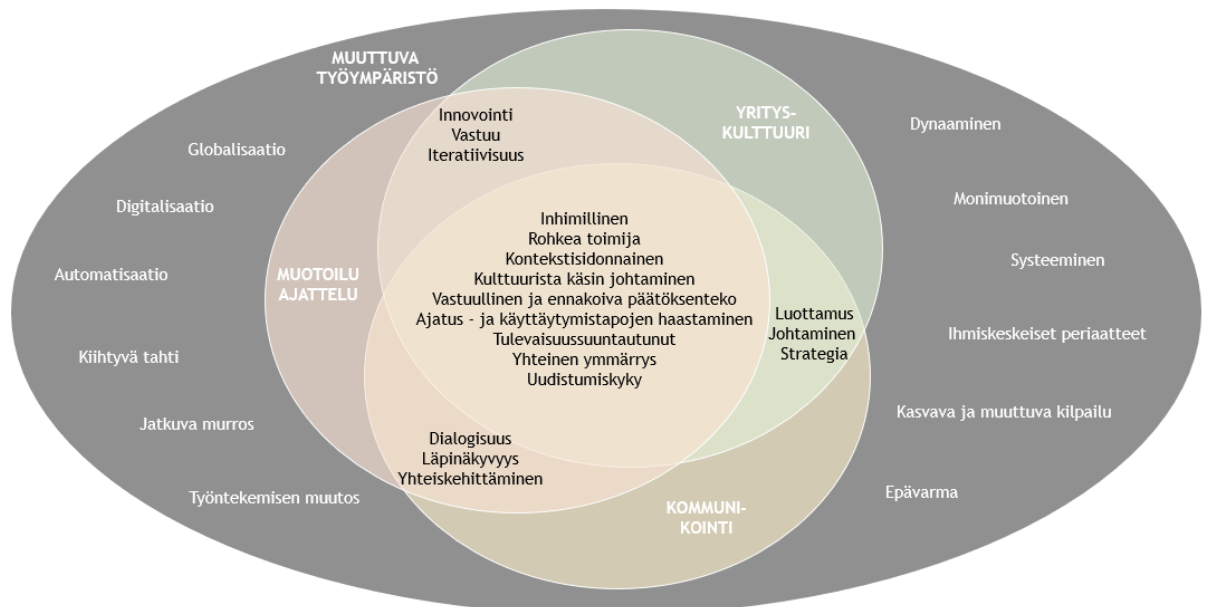 MUUTTUVA
TYÖYMPÄRISTÖ
Globalisaatio
Digitalisaatio
Automatisaatio
Kiihtyvä tahti
Jatkuva murros
Työntekemisen muutos
MUOTOILU
AJATTELU
Innovointi
Vastuu
Iteratiivisuus
YRITYS-
KULTTUURI
Inhimillinen
Rohkea toimija
Kontekstisidonnainen
Kulttuurista käsin johtaminen
Vastuullinen ja ennakoiva päätöksenteko
Ajatus - ja käyttäytymistapojen haastaminen
Tulevaisuussuuntautunut
Yhteinen ymmärrys
Uudistumiskyky
Luottamus
Johtaminen
Strategia
Dialogisuus
Läpinäkyvyys
Yhteiskehittäminen
KOMMUNI-
KOINTI
Dynaaminen
Monimuotoinen
Systeeminen
Ihmiskeskeiset periaatteet
Kasvava ja muuttuva kilpailu
Epävarma